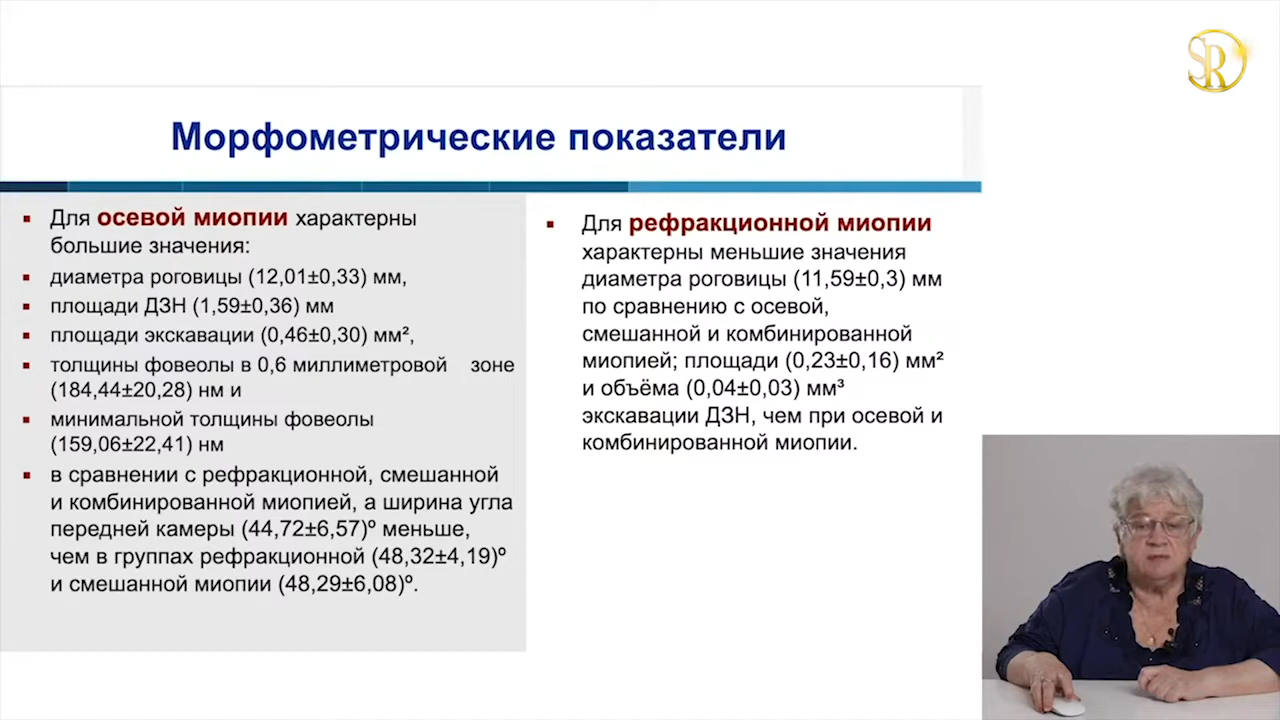 SR
Морфометрические показатели
Для осевой миопии характерны
большие значения:
диаметра роговицы (12,01±0,33) мм,
площади ДЗН (1,59±0,36) мм
площади экскавации (0,46±0,30) мм²,
толщины фовеолы в 0,6 миллиметровой зоне
(184,44±20,28) нм и
минимальной толщины фовеолы
(159,06±22,41) нм
в сравнении с рефракционной, смешанной
и комбинированной миопией, а ширина угла
передней камеры (44,72±6,57)º меньше,
чем в группах рефракционной (48,32±4,19)º
и смешанной миопии (48,29±6,08)º.
Для рефракционной миопии
характерны меньшие значения
диаметра роговицы (11,59±0,3) мм
по сравнению с осевой,
смешанной и комбинированной
миопией; площади (0,23±0,16) мм²
и объёма (0,04±0,03) мм³
экскавации ДЗН, чем при осевой и
комбинированной миопии.